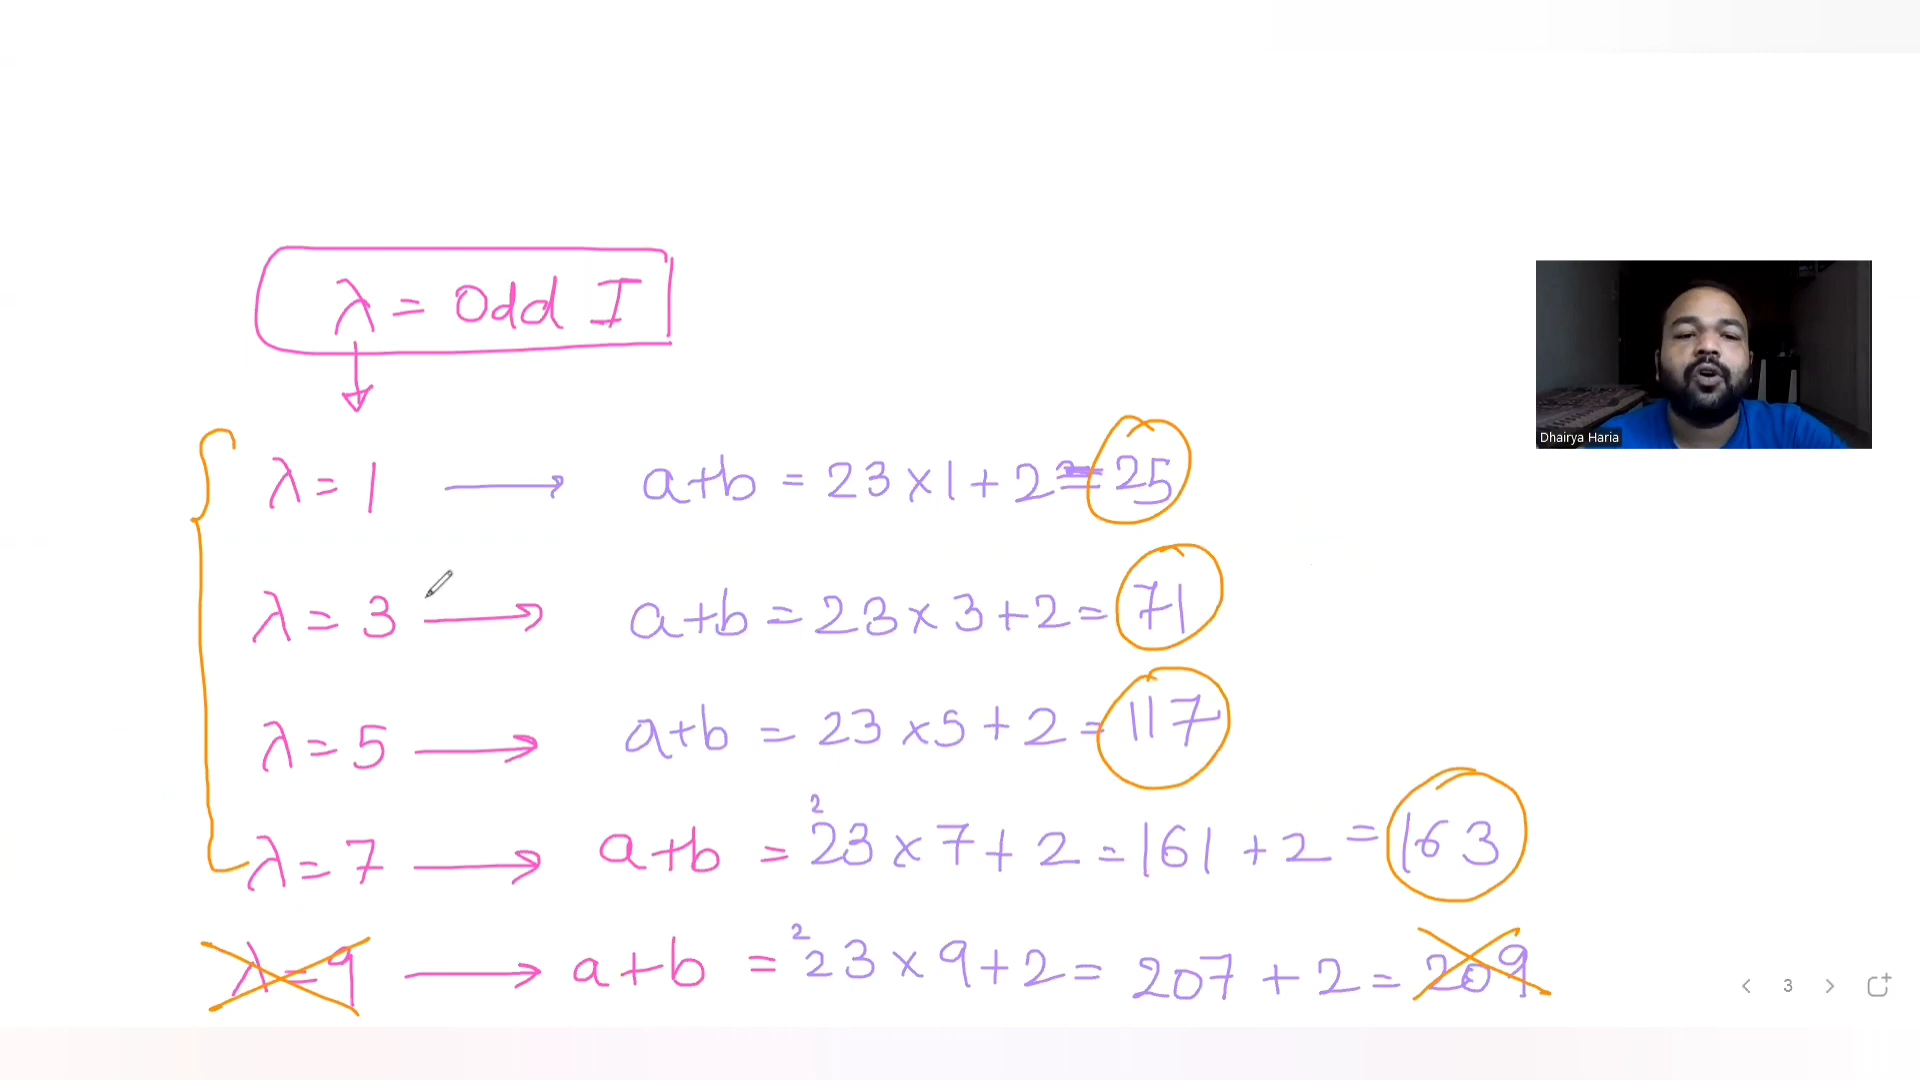 λ = Odd I
λ = 1 → a+b = 23 × 1 + 2 = 25
λ = 3 → a+b = 23 × 3 + 2 = 71
λ = 5 → a+b = 23 × 5 + 2 = 117
2
λ = 7 → a+b = 23 × 7 + 2 = 161 + 2 = 163
2
λ = 9 → a+b = 23 × 9 + 2 = 207 + 2 = 209
Dhairya Haria
< 3 >